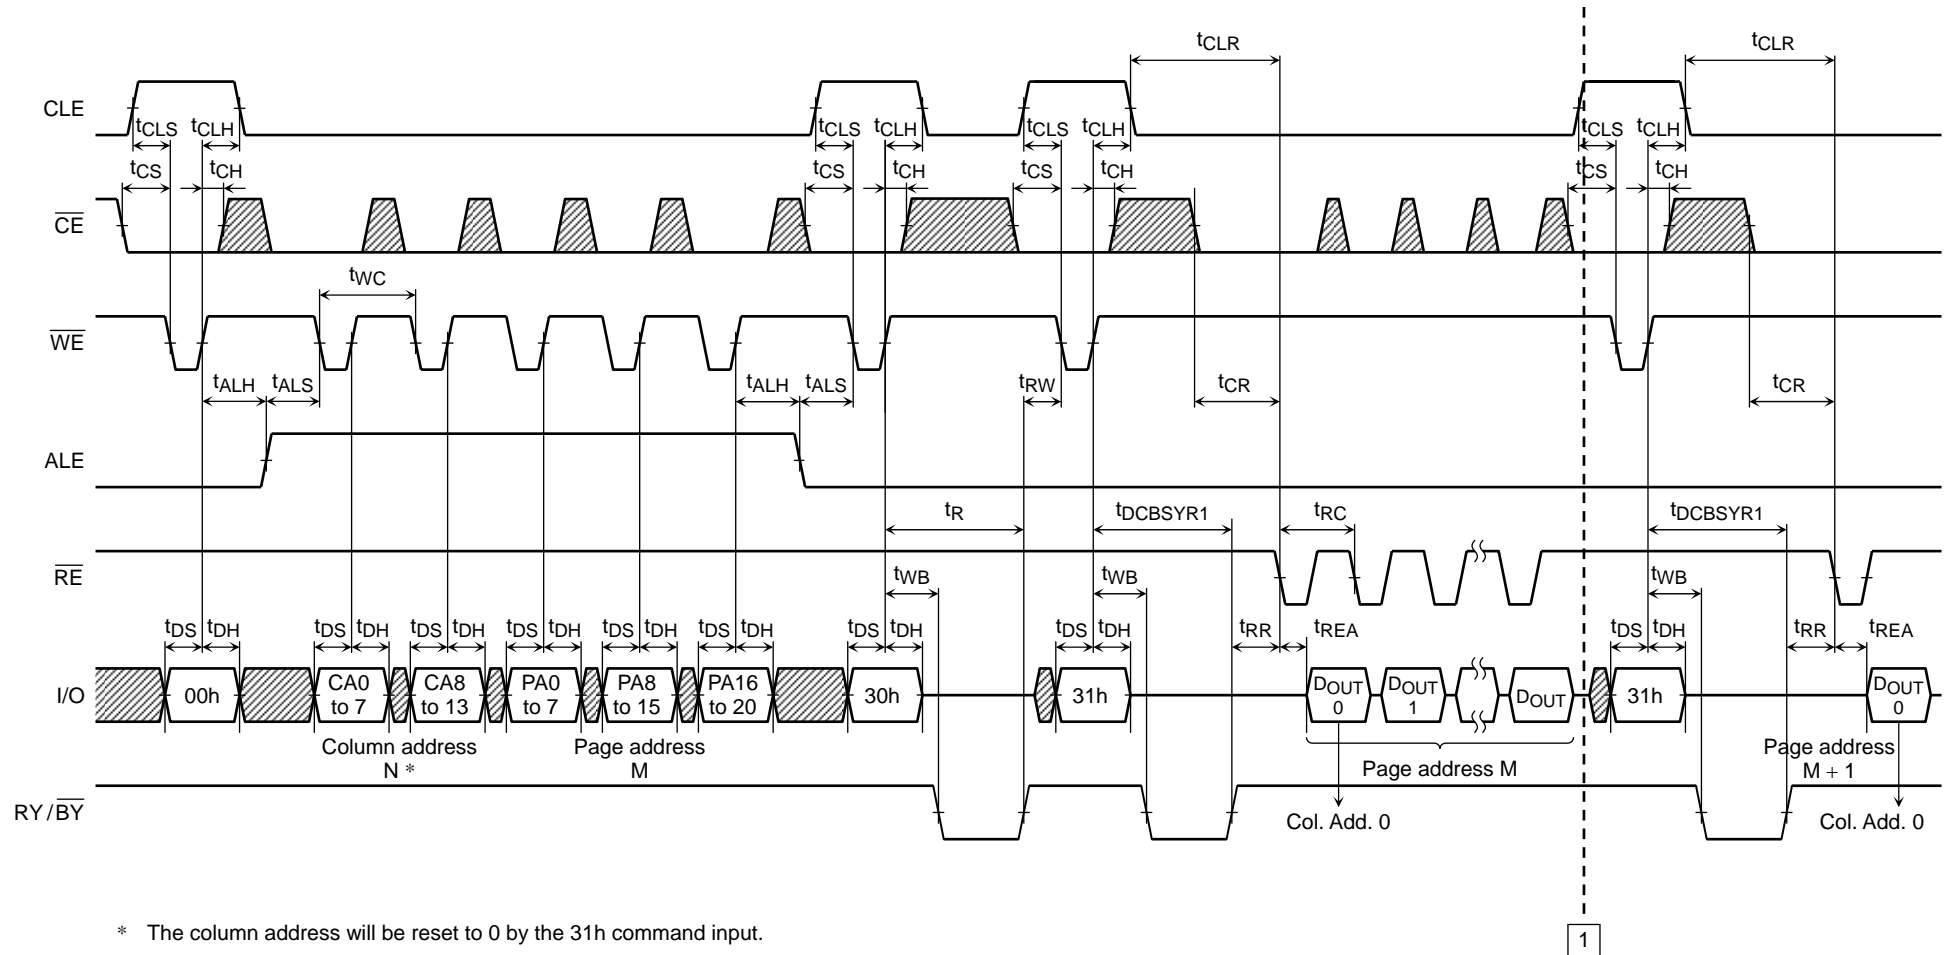 tCLR tCLR
CLE
tCLS tCLH tCLS tCLH tCLS tCLH tCLS tCLH
tCS tCH tCS tCH tCS tCH tCS tCH
CE
tWC
WE
tALH tALS tALH tALS tRW tCR tCR
ALE
tR tDCBSYR1 tRC tDCBSYR1
RE
tWB tWB tWB
tDS tDH tDS tDH tDS tDH tDS tDH tDS tDH tDS tDH tDS tDH tDS tDH tRR tREA tDS tDH tRR tREA
I/O
00h
CA0
to 7
CA8
to 13
PA0
to 7
PA8
to 15
PA16
to 20
30h
31h
DOUT
0
DOUT
1
DOUT
31h
DOUT
0
Column address
N *
Page address
M
Page address M
Page address
M + 1
RY/BY
Col. Add. 0
Col. Add. 0
* The column address will be reset to 0 by the 31h command input.
1